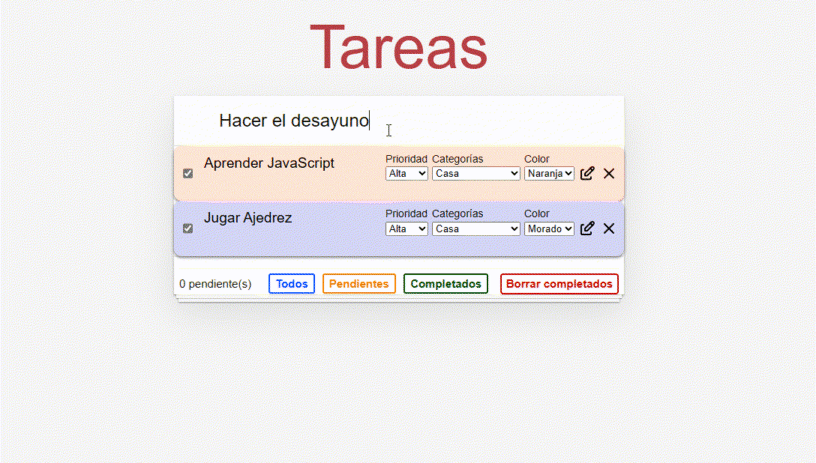 Tareas
Hacer el desayuno
Aprender JavaScript
Prioridad Categorías Color
Alta Casa Naranja
Jugar Ajedrez
Prioridad Categorías Color
Alta Casa Morado
0 pendiente(s) Todos Pendientes Completados Borrar completados